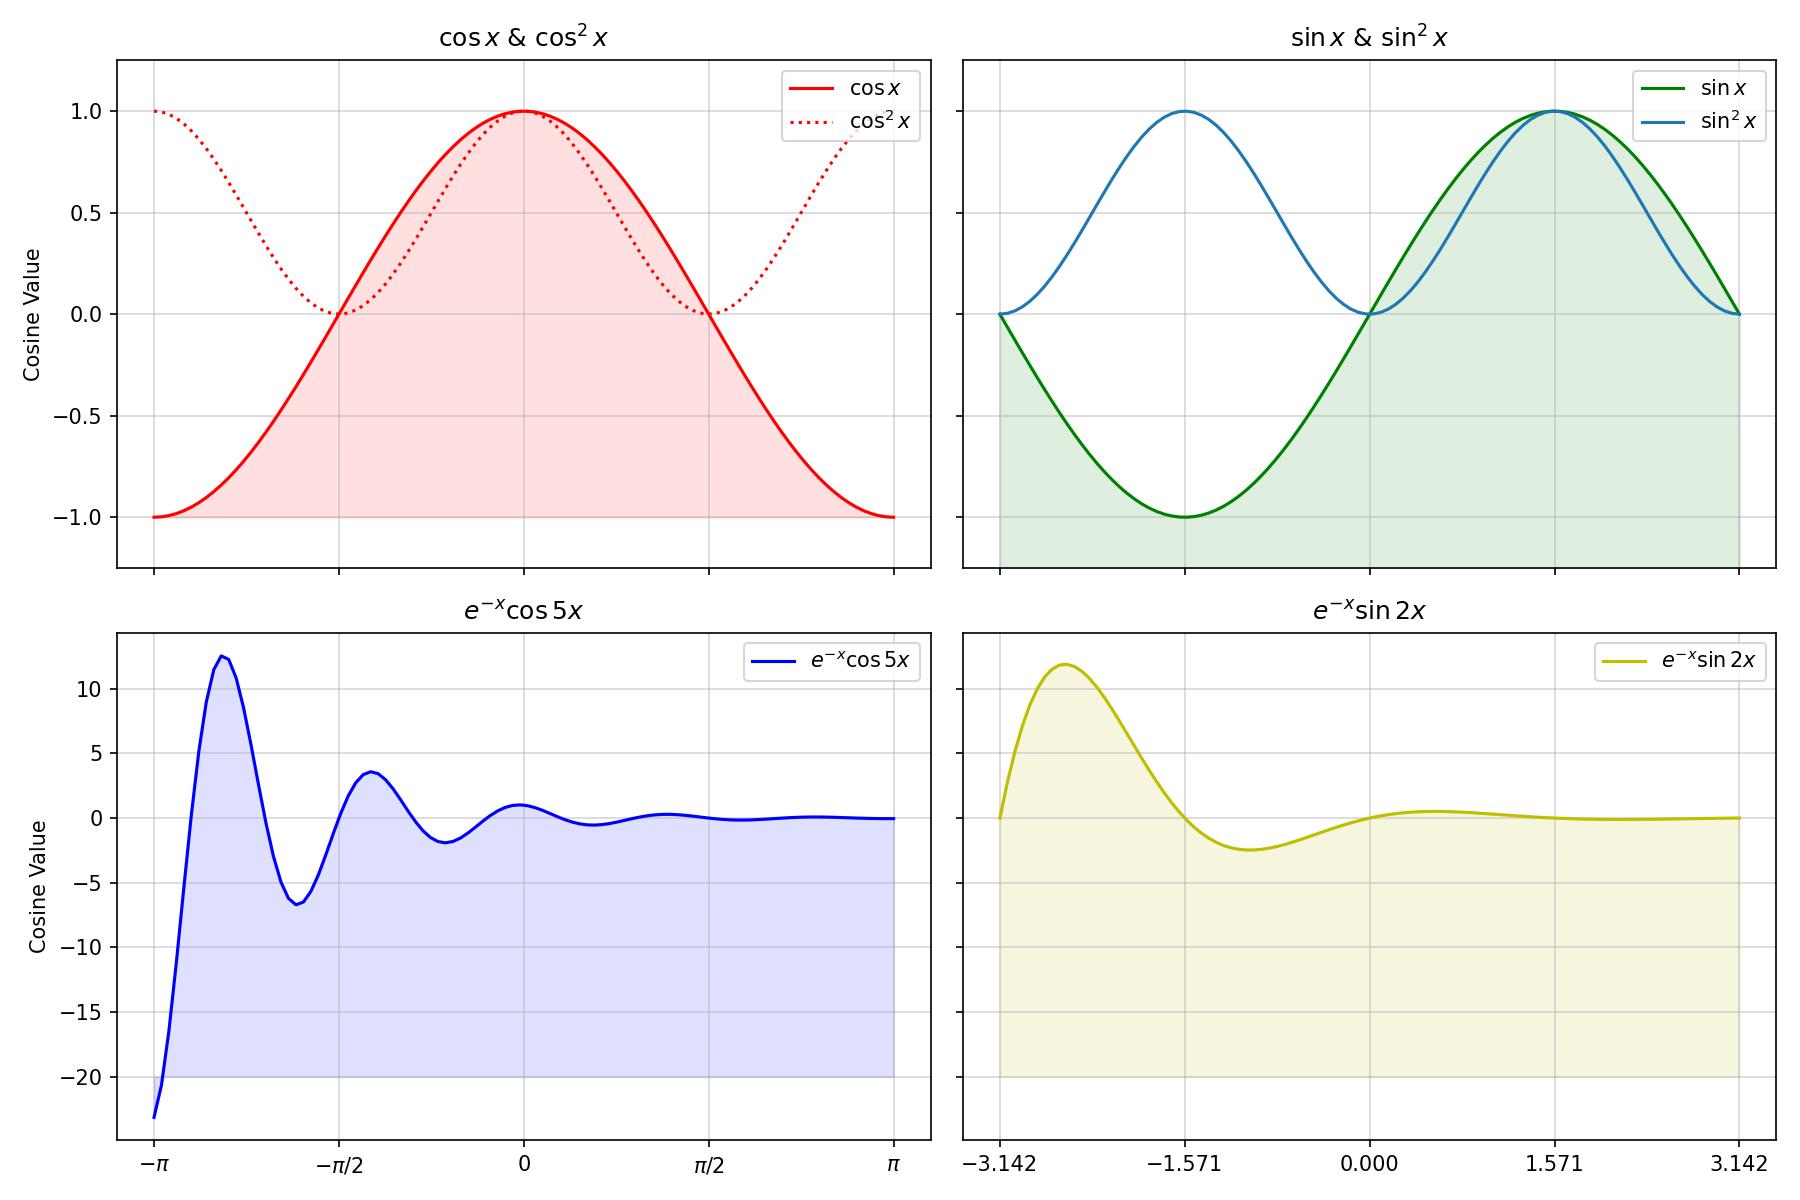 cos x & cos² x
sin x & sin² x
cos x
cos² x
sin x
sin² x
Cosine Value
1.0
0.5
0.0
−0.5
−1.0
e⁻ˣcos 5x
e⁻ˣsin 2x
e⁻ˣcos 5x
e⁻ˣsin 2x
Cosine Value
10
5
0
−5
−10
−15
−20
−π
−π/2
0
π/2
π
−3.142
−1.571
0.000
1.571
3.142